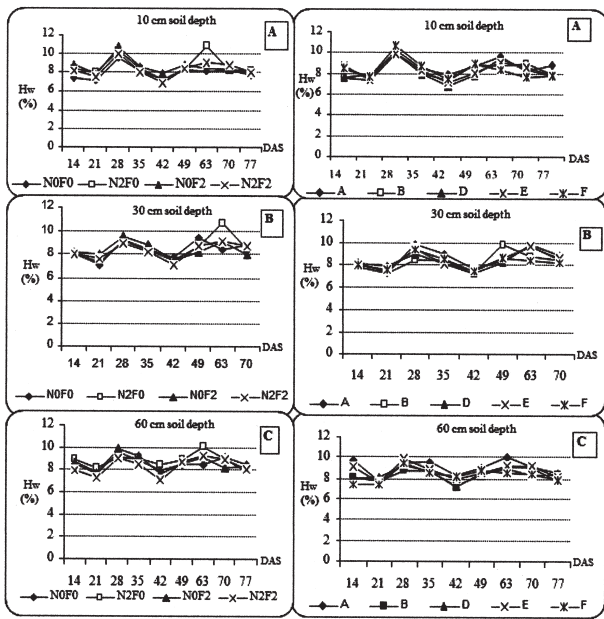 10 cm soil depth
A
12
10
8
6
4
2
0
Hw
(%)
DAS
14 21 28 35 42 49 63 70 77
N0F0 N2F0 N0F2 N2F2
10 cm soil depth
A
12
10
8
6
4
2
0
Hw
(%)
DAS
14 21 28 35 42 49 63 70 77
A B D E F
30 cm soil depth
B
12
10
8
6
4
2
0
Hw
(%)
DAS
14 21 28 35 42 49 63 70
N0F0 N2F0 N0F2 N2F2
30 cm soil depth
B
12
10
8
6
4
2
0
Hw
(%)
DAS
14 21 28 35 42 49 63 70
A B D E F
60 cm soil depth
C
12
10
8
6
4
2
0
Hw
(%)
DAS
14 21 28 35 42 49 63 70 77
N0F0 N2F0 N0F2 N2F2
60 cm soil depth
C
12
10
8
6
4
2
0
Hw
(%)
DAS
14 21 28 35 42 49 63 70 77
A B D E F